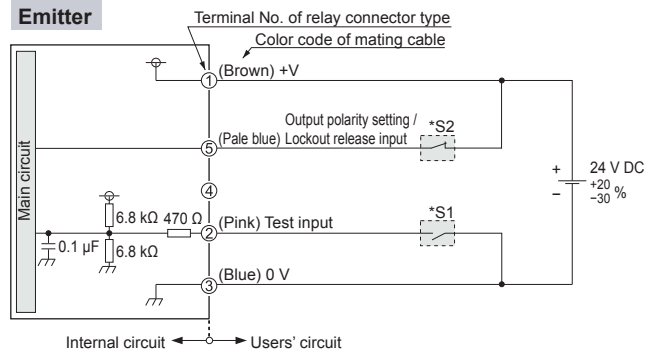 Emitter
Terminal No. of relay connector type
Color code of mating cable
1 (Brown) +V
Output polarity setting / *S2
5 (Pale blue) Lockout release input
Main circuit
+ 24 V DC
+20
− −30 %
4
6.8 kΩ 470 Ω
*S1
2 (Pink) Test input
0.1 µF 6.8 kΩ
3 (Blue) 0 V
Internal circuit Users' circuit